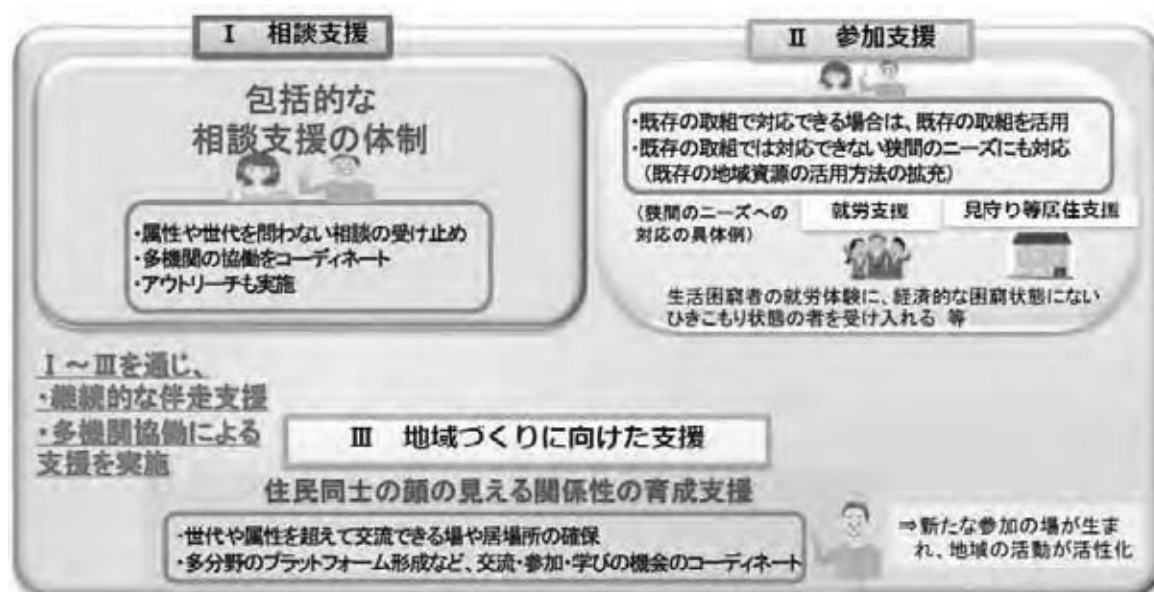 Ⅰ 相談支援
包括的な
相談支援の体制
・属性や世代を問わない相談の受け止め
・多機関の協働をコーディネート
・アウトリーチも実施
Ⅱ 参加支援
・既存の取組で対応できる場合は、既存の取組を活用
・既存の取組では対応できない狭間のニーズにも対応
（既存の地域資源の活用方法の拡充）
（狭間のニーズへの
対応の具体例）
就労支援
見守り等居住支援
生活困窮者の就労体験に、経済的な困窮状態にない
ひきこもり状態の者を受け入れる 等
Ⅰ～Ⅲを通じ、
・継続的な伴走支援
・多機関協働による
支援を実施
Ⅲ 地域づくりに向けた支援
住民同士の顔の見える関係性の育成支援
・世代や属性を超えて交流できる場や居場所の確保
・多分野のプラットフォーム形成など、交流・参加・学びの機会のコーディネート
⇒新たな参加の場が生ま
れ、地域の活動が活性化